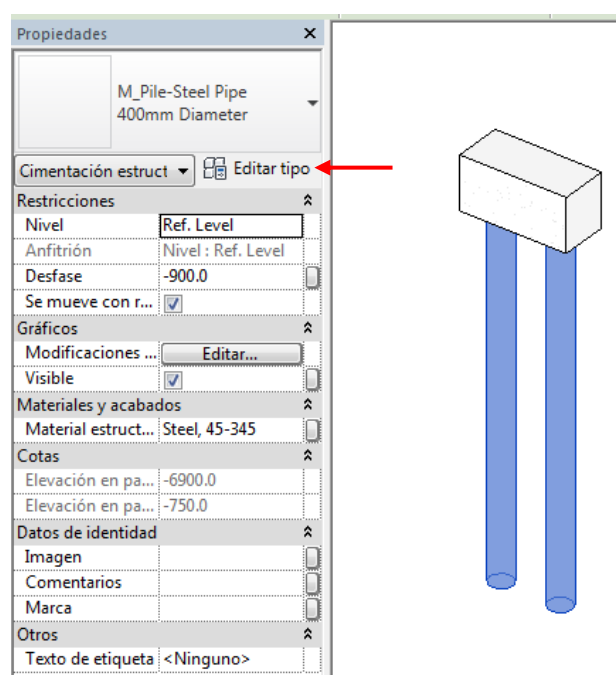 Propiedades
M_Pile-Steel Pipe
400mm Diameter
Cimentación estruct
Editar tipo
Restricciones
Nivel Ref. Level
Anfitrión Nivel : Ref. Level
Desfase -900.0
Se mueve con r...
Gráficos
Modificaciones ... Editar...
Visible
Materiales y acabados
Material estruct... Steel, 45-345
Cotas
Elevación en pa... -6900.0
Elevación en pa... -750.0
Datos de identidad
Imagen
Comentarios
Marca
Otros
Texto de etiqueta <Ninguno>